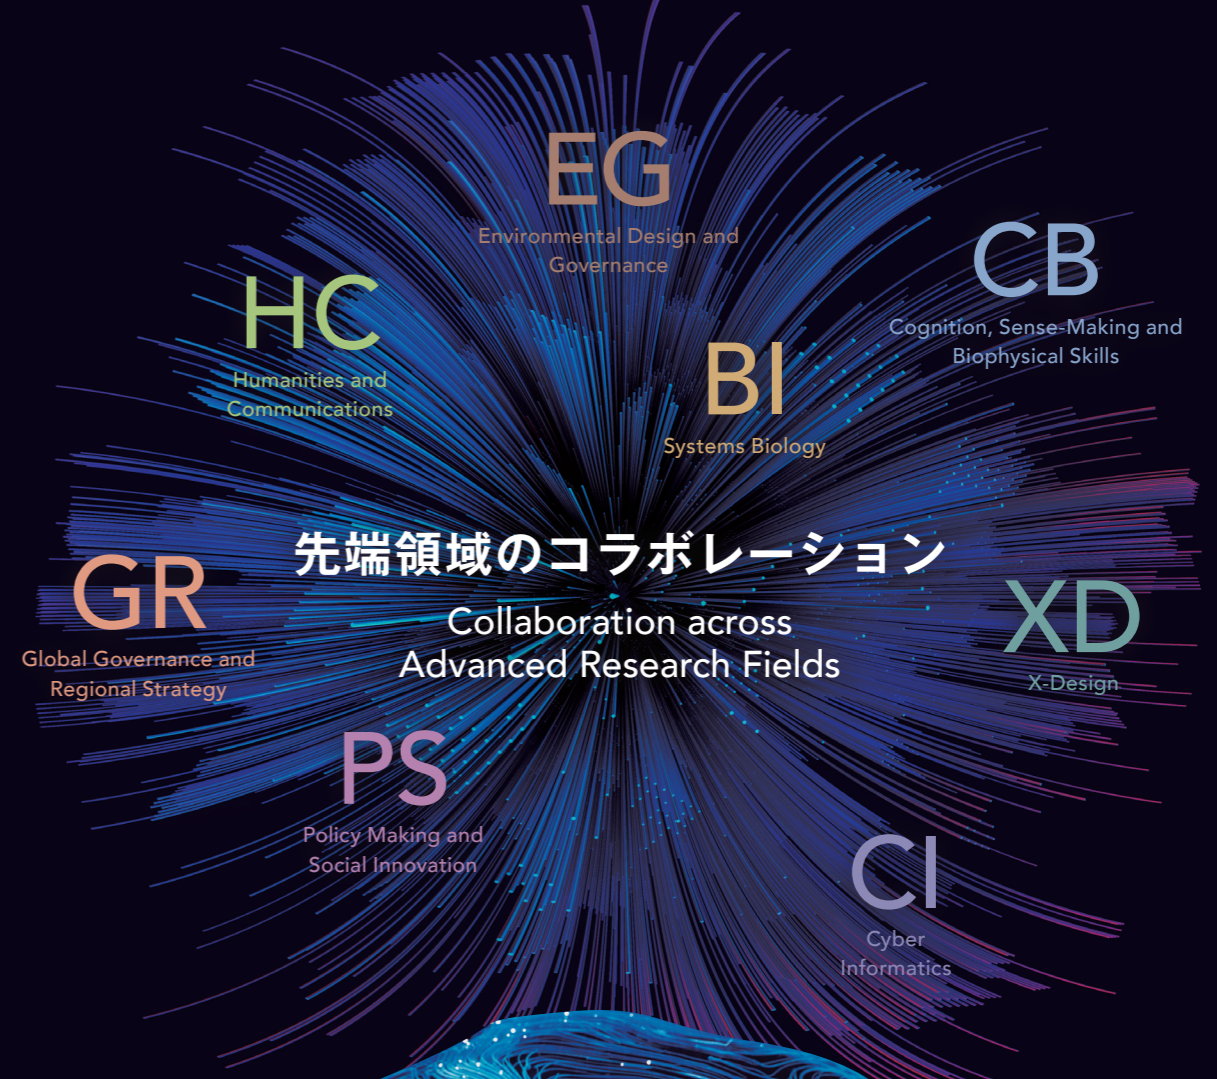 EG
Environmental Design and
Governance
CB
Cognition, Sense-Making and
Biophysical Skills
HC
Humanities and
Communications
BI
Systems Biology
先端領域のコラボレーション
Collaboration across
Advanced Research Fields
GR
Global Governance and
Regional Strategy
XD
X-Design
PS
Policy Making and
Social Innovation
CI
Cyber
Informatics